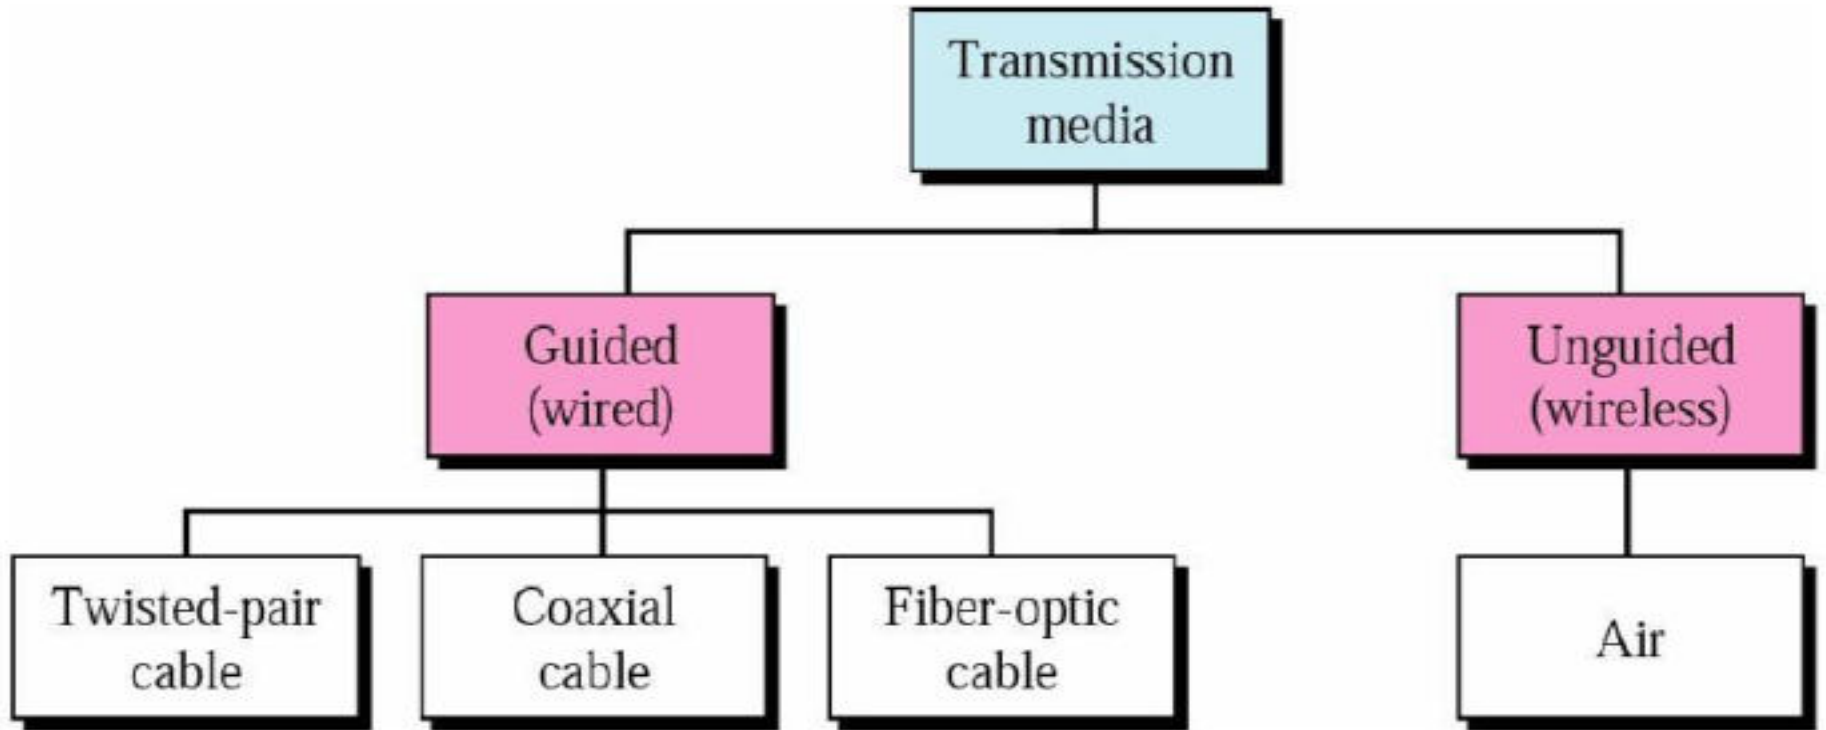 Transmission
media
Guided
(wired)
Unguided
(wireless)
Twisted-pair
cable
Coaxial
cable
Fiber-optic
cable
Air